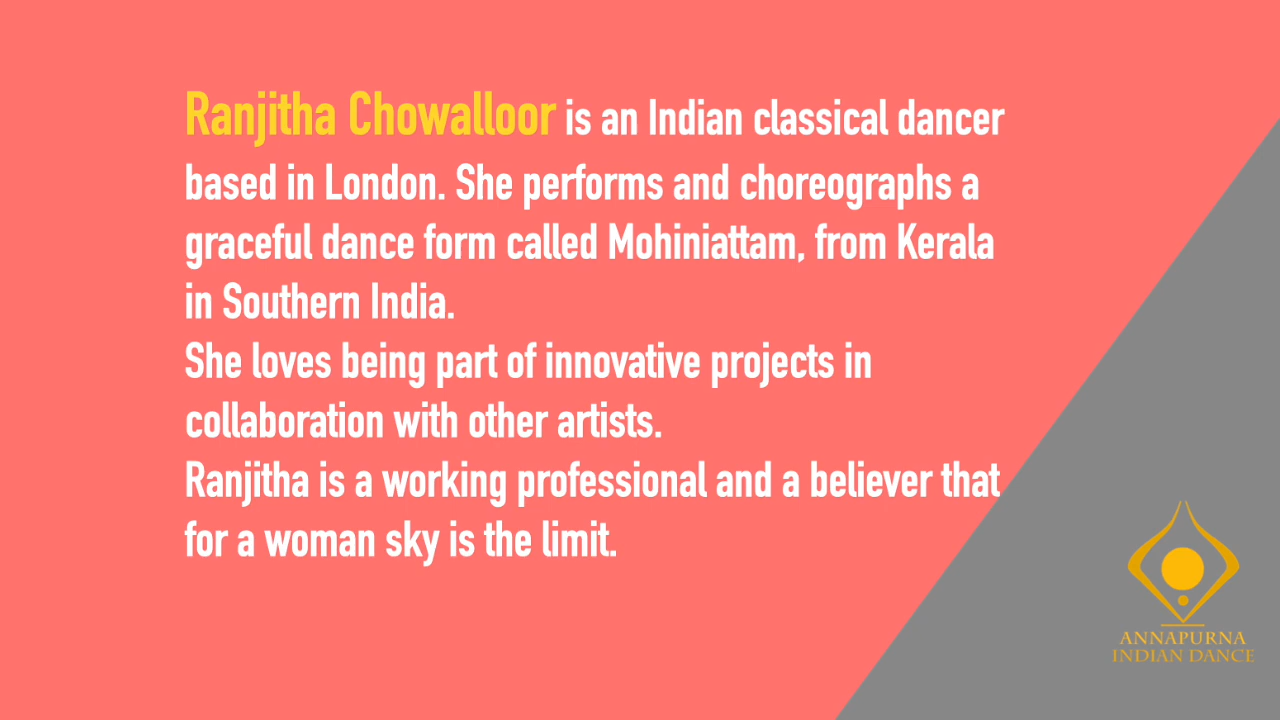 Ranjitha Chowalloor is an Indian classical dancer
based in London. She performs and choreographs a
graceful dance form called Mohiniattam, from Kerala
in Southern India.
She loves being part of innovative projects in
collaboration with other artists.
Ranjitha is a working professional and a believer that
for a woman sky is the limit.
ANNAPURNA
INDIAN DANCE